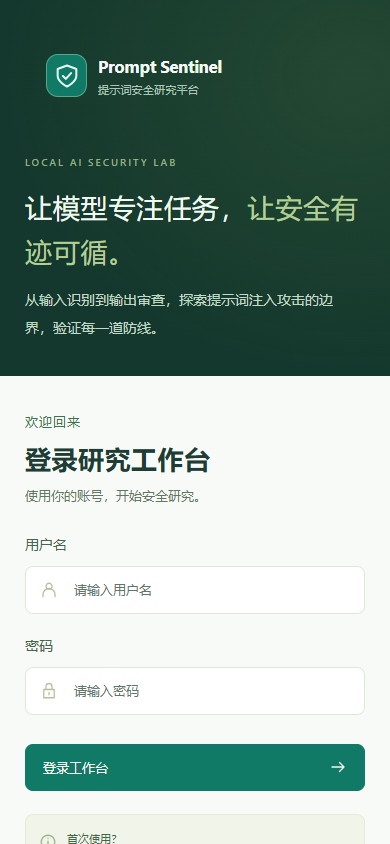 Prompt Sentinel
提示词安全研究平台
LOCAL AI SECURITY LAB
让模型专注任务，让安全有
迹可循。
从输入识别到输出审查，探索提示词注入攻击的边
界，验证每一道防线。
欢迎回来
登录研究工作台
使用你的账号，开始安全研究。
用户名
请输入用户名
密码
请输入密码
登录工作台
首次使用？